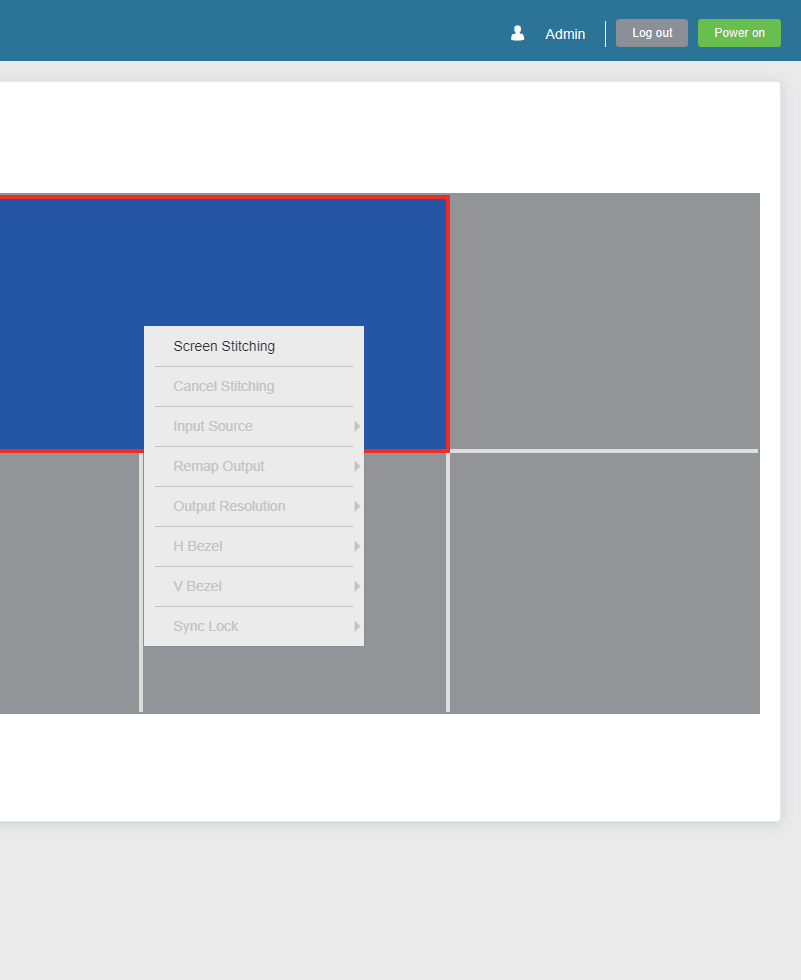 Admin
Log out
Power on
Screen Stitching
Cancel Stitching
Input Source
Remap Output
Output Resolution
H Bezel
V Bezel
Sync Lock